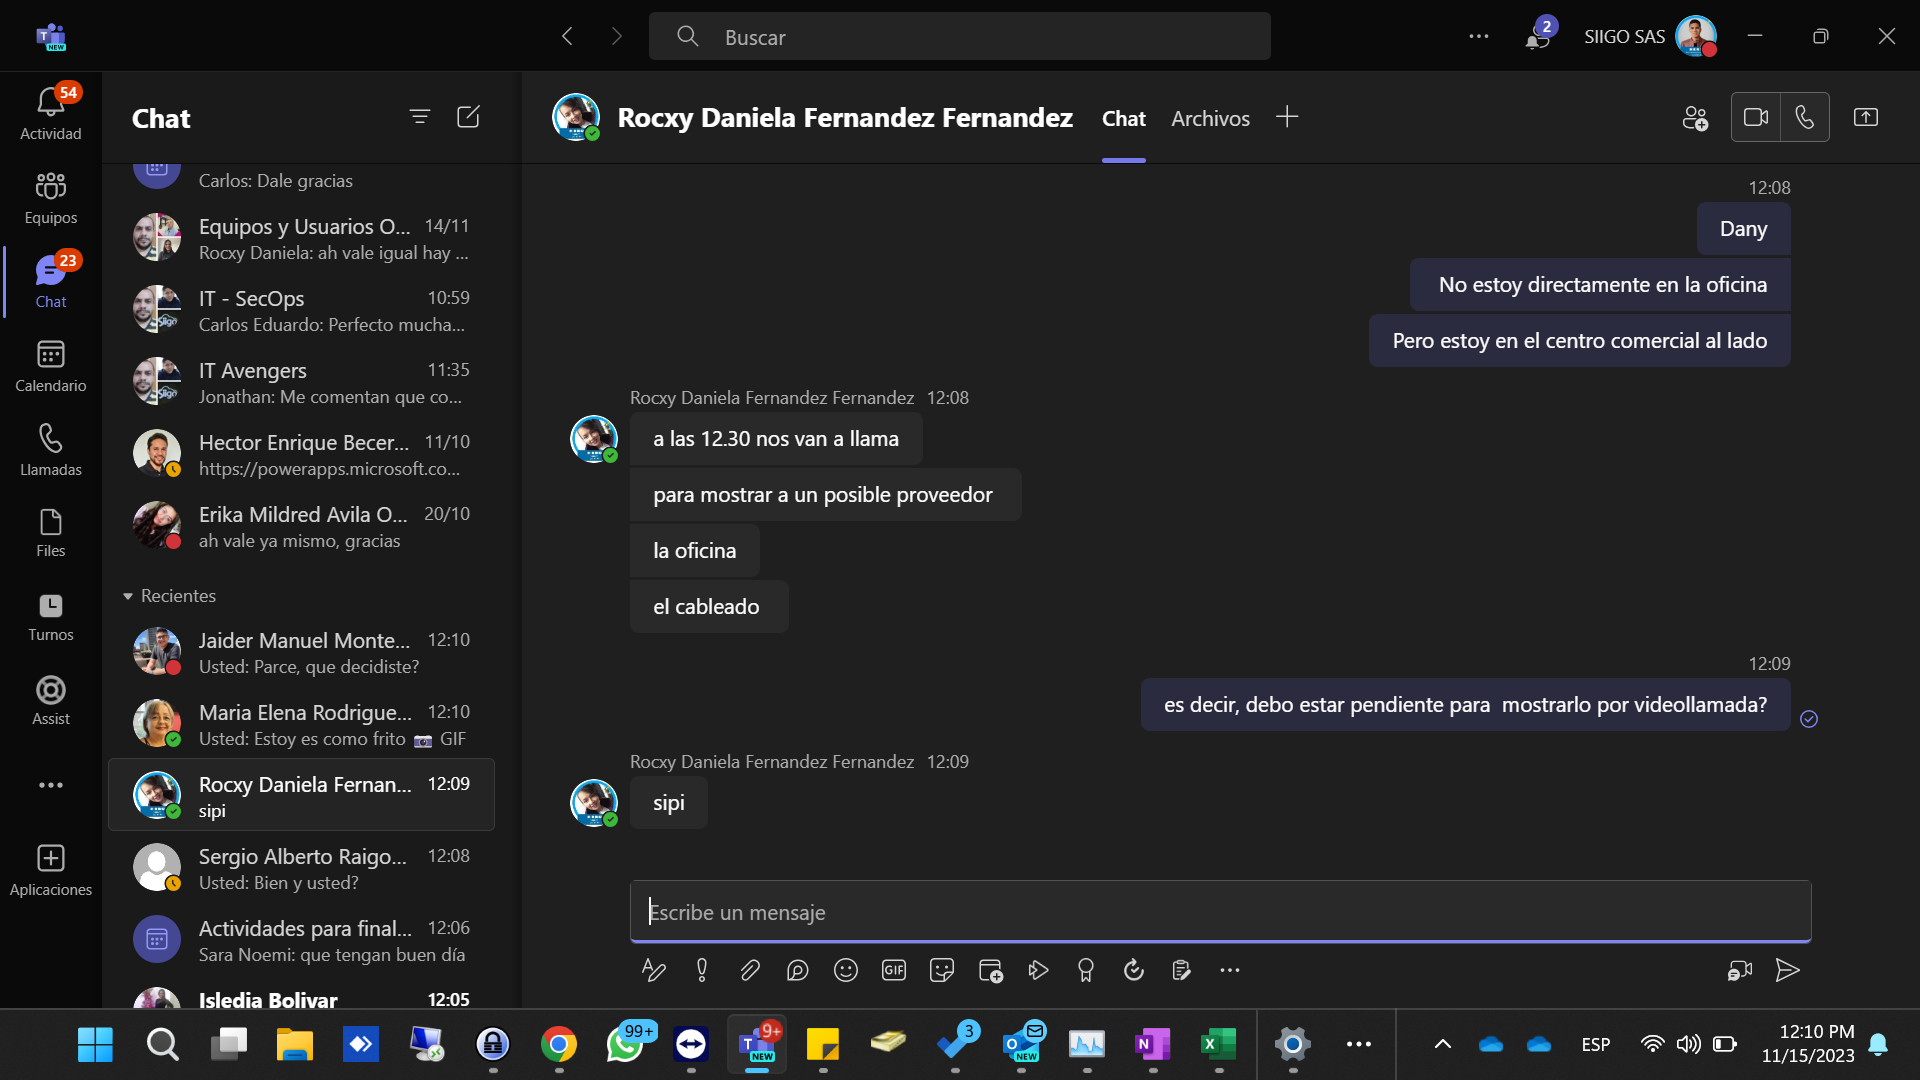 Buscar
2
SIIGO SAS
54
Actividad
Equipos
23
Chat
Calendario
Llamadas
Files
Turnos
Assist
Aplicaciones
Chat
Carlos: Dale gracias
Equipos y Usuarios O... 14/11
Rocxy Daniela: ah vale igual hay ...
IT - SecOps 10:59
Carlos Eduardo: Perfecto mucha...
IT Avengers 11:35
Jonathan: Me comentan que co...
Hector Enrique Becer... 11/10
https://powerapps.microsoft.co...
Erika Mildred Avila O... 20/10
ah vale ya mismo, gracias
Recientes
Jaider Manuel Monte... 12:10
Usted: Parce, que decidiste?
Maria Elena Rodrigue... 12:10
Usted: Estoy es como frito 📷 GIF
Rocxy Daniela Fernan... 12:09
sipi
Sergio Alberto Raigo... 12:08
Usted: Bien y usted?
Actividades para final... 12:06
Sara Noemi: que tengan buen día
Isledia Bolivar 12:05
Rocxy Daniela Fernandez Fernandez Chat Archivos
12:08
Dany
No estoy directamente en la oficina
Pero estoy en el centro comercial al lado
Rocxy Daniela Fernandez Fernandez 12:08
a las 12.30 nos van a llama
para mostrar a un posible proveedor
la oficina
el cableado
12:09
es decir, debo estar pendiente para  mostrarlo por videollamada?
Rocxy Daniela Fernandez Fernandez 12:09
sipi
Escribe un mensaje
GIF
99+
9+
NEW
3
NEW
ESP
12:10 PM
11/15/2023